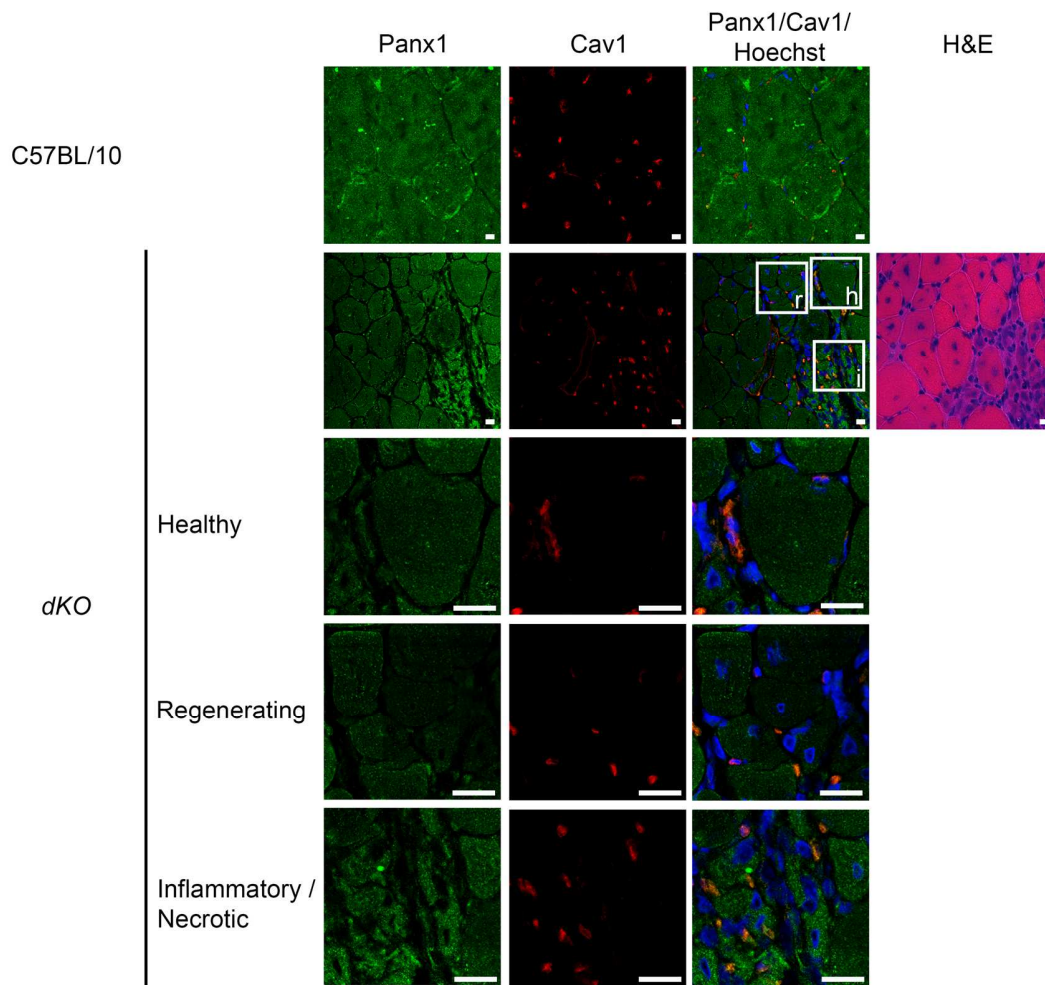 Panx1
Cav1
Panx1/Cav1/
Hoechst
H&E
C57BL/10
r
h
i
dKO
Healthy
Regenerating
Inflammatory /
Necrotic